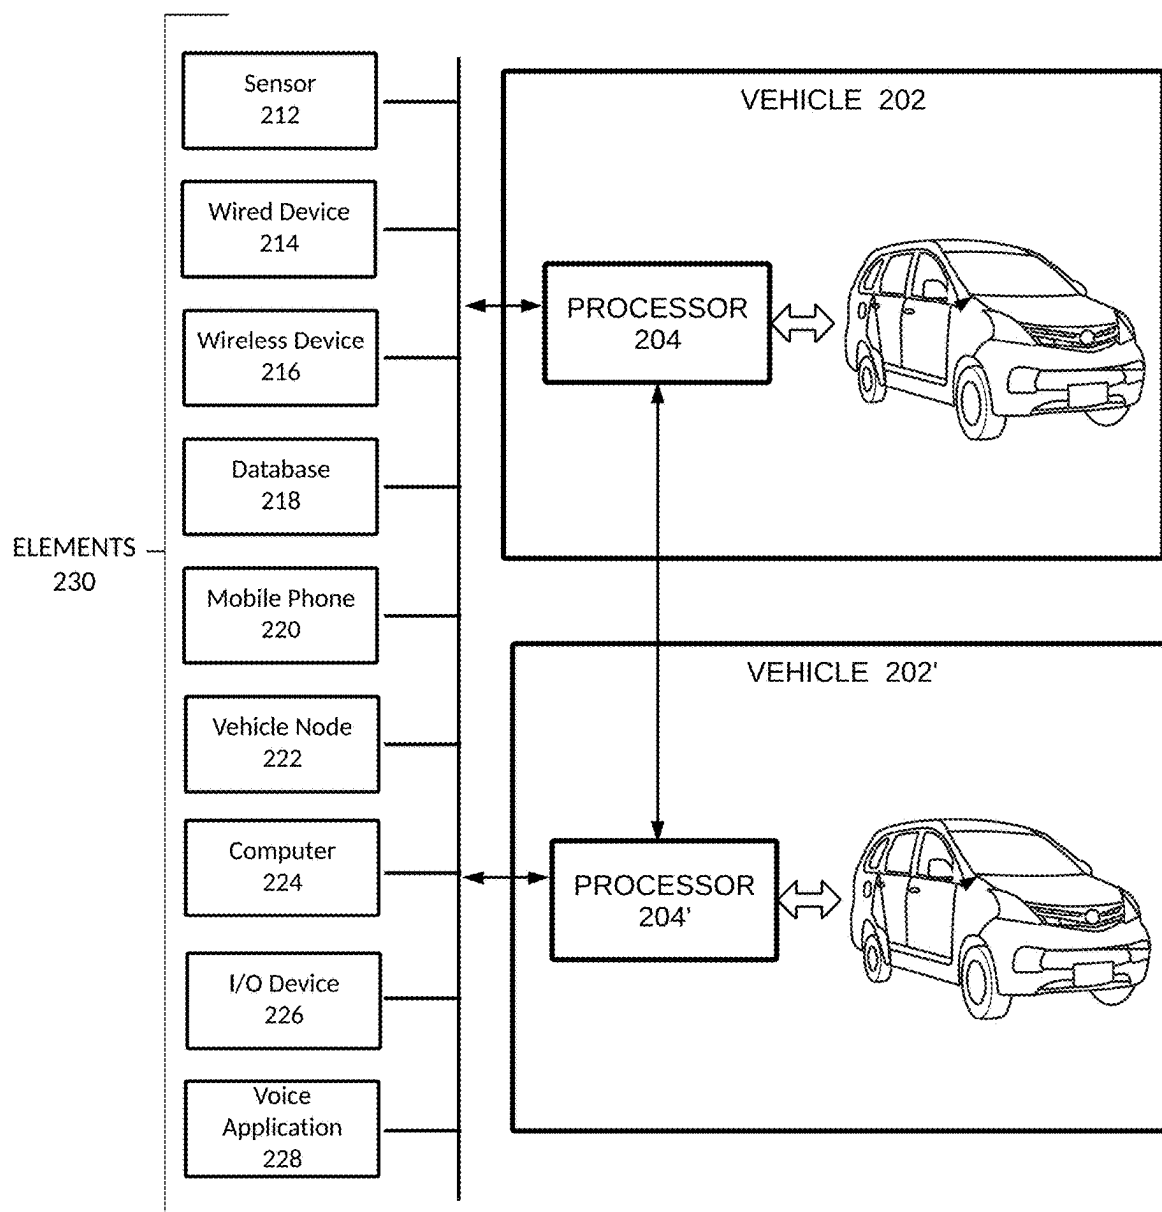 Sensor
212
Wired Device
214
Wireless Device
216
Database
218
ELEMENTS
230
Mobile Phone
220
Vehicle Node
222
Computer
224
I/O Device
226
Voice
Application
228
VEHICLE 202
PROCESSOR
204
VEHICLE 202'
PROCESSOR
204'